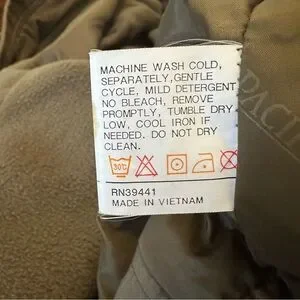 MACHINE WASH COLD,
SEPARATELY,GENTLE
CYCLE, MILD DETERGENT
NO BLEACH, REMOVE
PROMPTLY, TUMBLE DRY
LOW, COOL IRON IF
NEEDED. DO NOT DRY
CLEAN.
30°C
RN39441
MADE IN VIETNAM